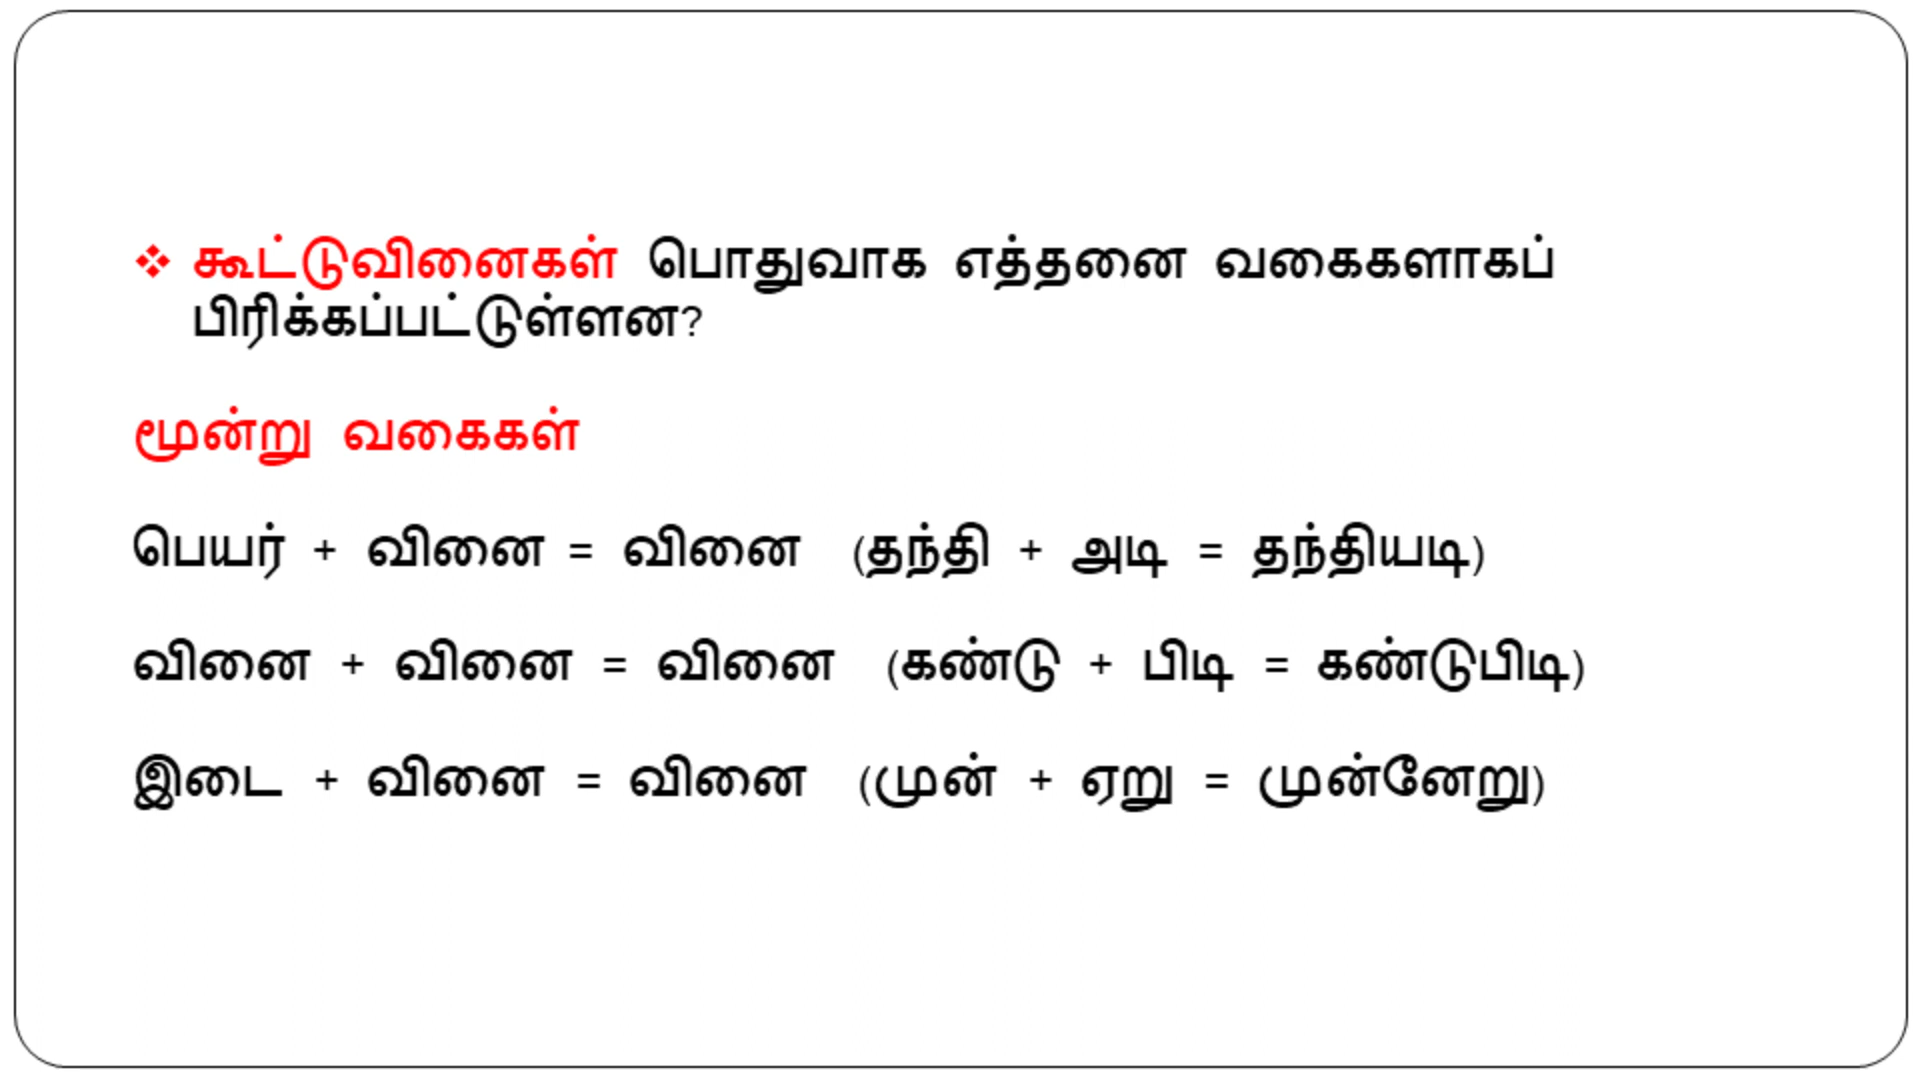 ❖ கூட்டுவினைகள் பொதுவாக எத்தனை வகைகளாகப்
பிரிக்கப்பட்டுள்ளன?
மூன்று வகைகள்
பெயர் + வினை = வினை (தந்தி + அடி = தந்தியடி)
வினை + வினை = வினை (கண்டு + பிடி = கண்டுபிடி)
இடை + வினை = வினை (முன் + ஏறு = முன்னேறு)